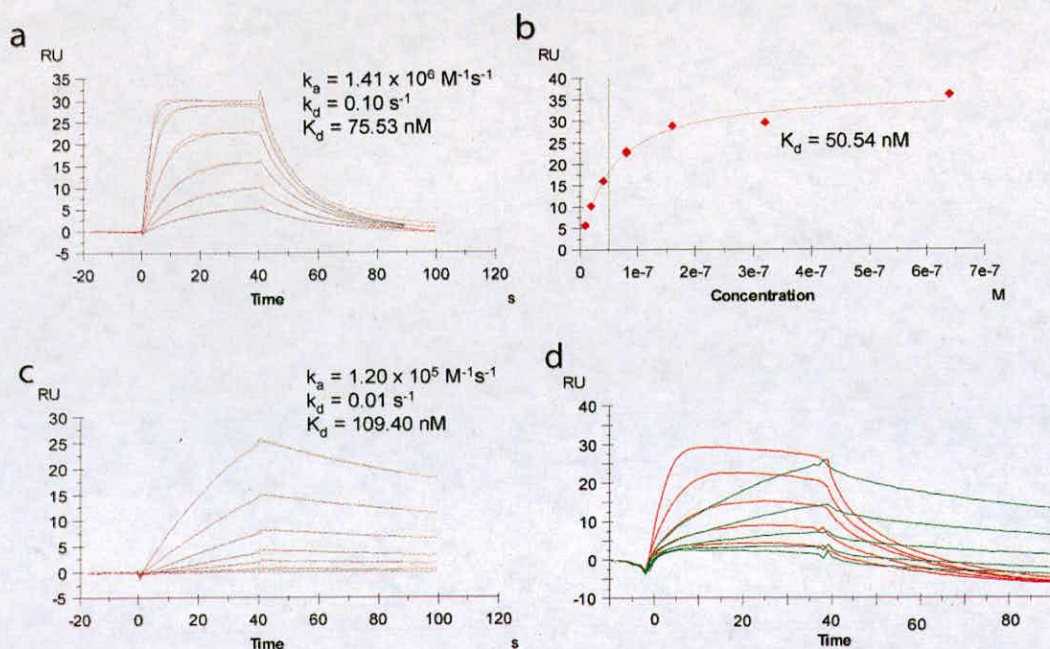 a
RU
35
30
25
20
15
10
5
0
-5
-20 0 20 40 60 80 100 120
Time s
kₐ = 1.41 x 10⁶ M⁻¹s⁻¹
k_d = 0.10 s⁻¹
K_d = 75.53 nM
b
RU
40
35
30
25
20
15
10
5
0
0 1e-7 2e-7 3e-7 4e-7 5e-7 6e-7 7e-7
Concentration M
K_d = 50.54 nM
c
RU
30
25
20
15
10
5
0
-5
-20 0 20 40 60 80 100 120
Time s
kₐ = 1.20 x 10⁵ M⁻¹s⁻¹
k_d = 0.01 s⁻¹
K_d = 109.40 nM
d
RU
40
30
20
10
0
-10
0 20 40 60 80
Time